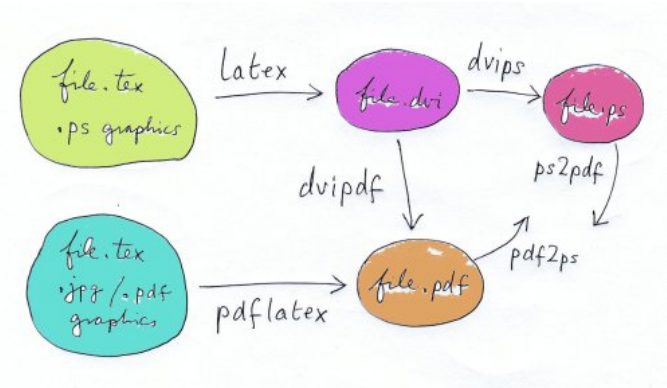 file.tex
.ps graphics
latex
file.dvi
dvips
file.ps
dvipdf
ps2pdf
file.tex
.jpg/.pdf
graphics
pdflatex
file.pdf
pdf2ps